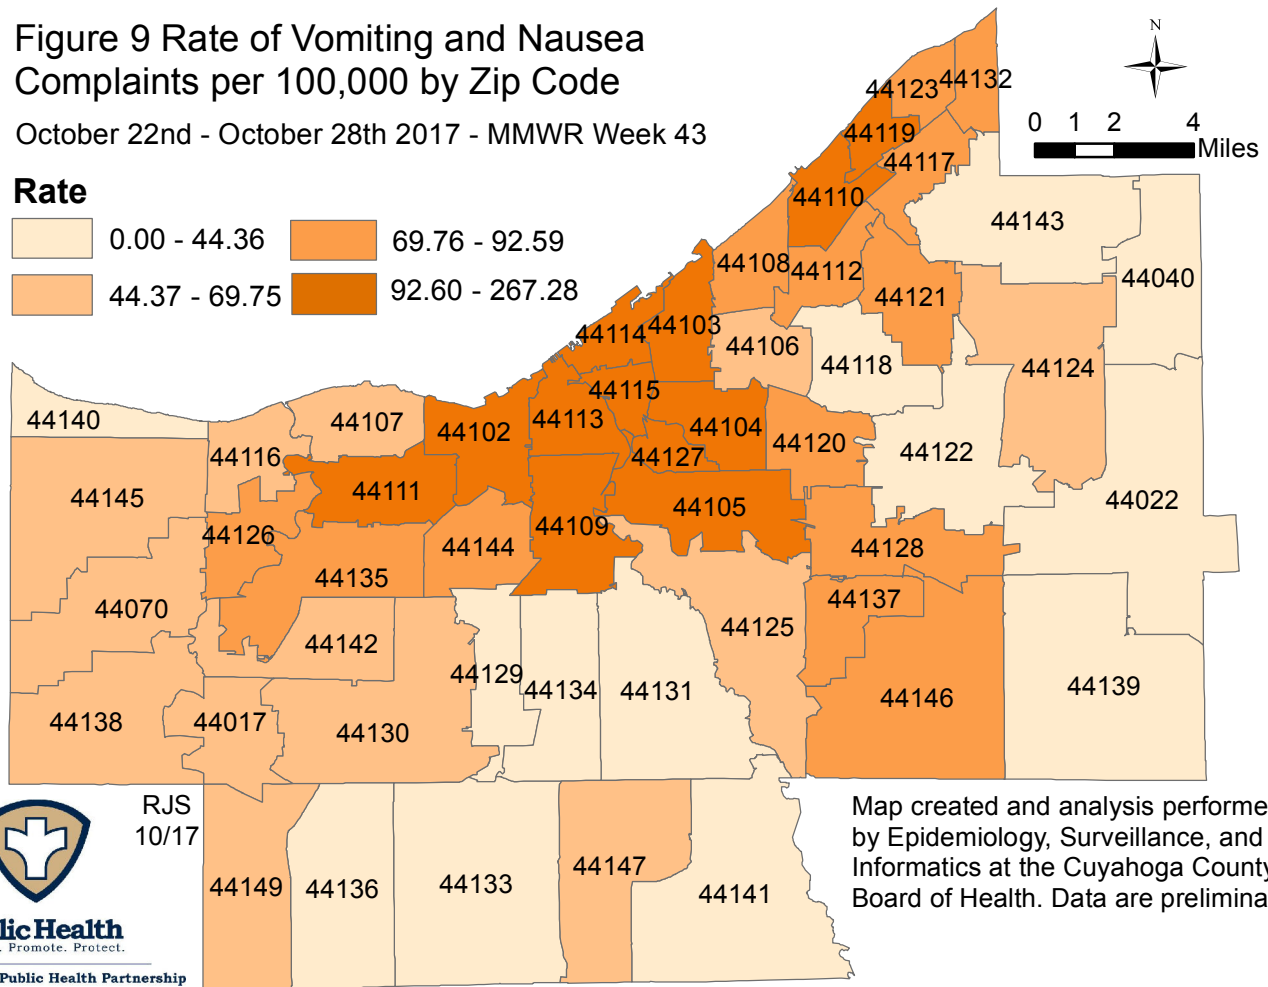 Figure 9 Rate of Vomiting and Nausea
Complaints per 100,000 by Zip Code
October 22nd - October 28th 2017 - MMWR Week 43
N
0 1 2 4
Miles
Rate
0.00 - 44.36
69.76 - 92.59
44.37 - 69.75
92.60 - 267.28
44123
44132
44119
44117
44110
44143
44108
44112
44040
44121
44114
44103
44106
44118
44124
44115
44140
44107
44102
44113
44104
44120
44116
44127
44122
44145
44111
44105
44022
44126
44109
44144
44128
44135
44070
44137
44142
44125
44129
44134
44131
44139
44146
44138
44017
44130
44149
44136
44133
44147
44141
RJS
10/17
Map created and analysis performe
by Epidemiology, Surveillance, and
Informatics at the Cuyahoga County
Board of Health. Data are prelimina
lic Health
. Promote. Protect.
Public Health Partnership